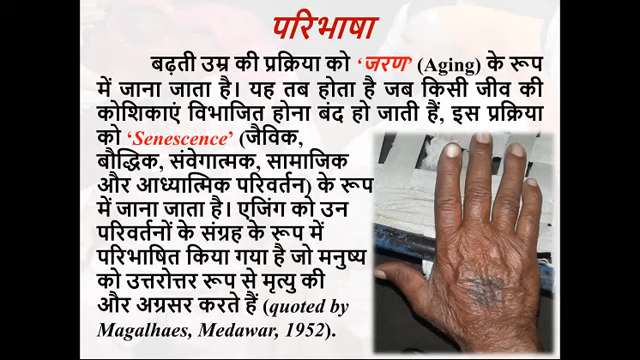 परिभाषा
बढ़ती उम्र की प्रक्रिया को ‘जरण’ (Aging) के रूप
में जाना जाता है। यह तब होता है जब किसी जीव की
कोशिकाएं विभाजित होना बंद हो जाती हैं, इस प्रक्रिया
को ‘Senescence’ (जैविक,
बौद्धिक, संवेगात्मक, सामाजिक
और आध्यात्मिक परिवर्तन) के रूप
में जाना जाता है। एजिंग को उन
परिवर्तनों के संग्रह के रूप में
परिभाषित किया गया है जो मनुष्य
को उत्तरोत्तर रूप से मृत्यु की
और अग्रसर करते हैं (quoted by
Magalhaes, Medawar, 1952).